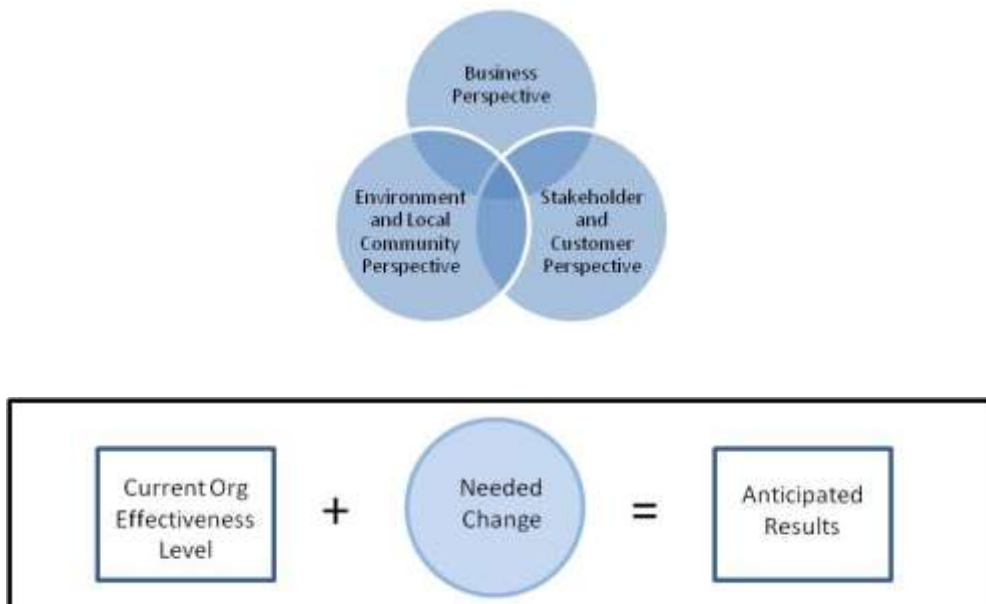 Business
Perspective
Environment
and Local
Community
Perspective
Stakeholder
and
Customer
Perspective
Current Org
Effectiveness
Level
+
Needed
Change
=
Anticipated
Results